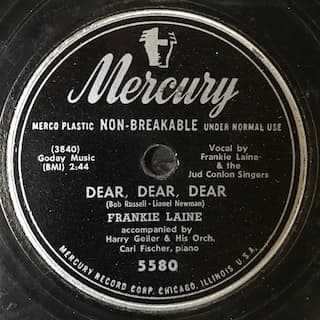 Mercury
MERCO PLASTIC NON-BREAKABLE UNDER NORMAL USE
(3840)
Goday Music
(BMI) 2:44
Vocal by
Frankie Laine
& the
Jud Conlon Singers
DEAR, DEAR, DEAR
(Bob Russell - Lionel Newman)
FRANKIE LAINE
accompanied by
Harry Geller & His Orch.
Carl Fischer, piano
5580
MERCURY RECORD CORP. CHICAGO, ILLINOIS U.S.A.